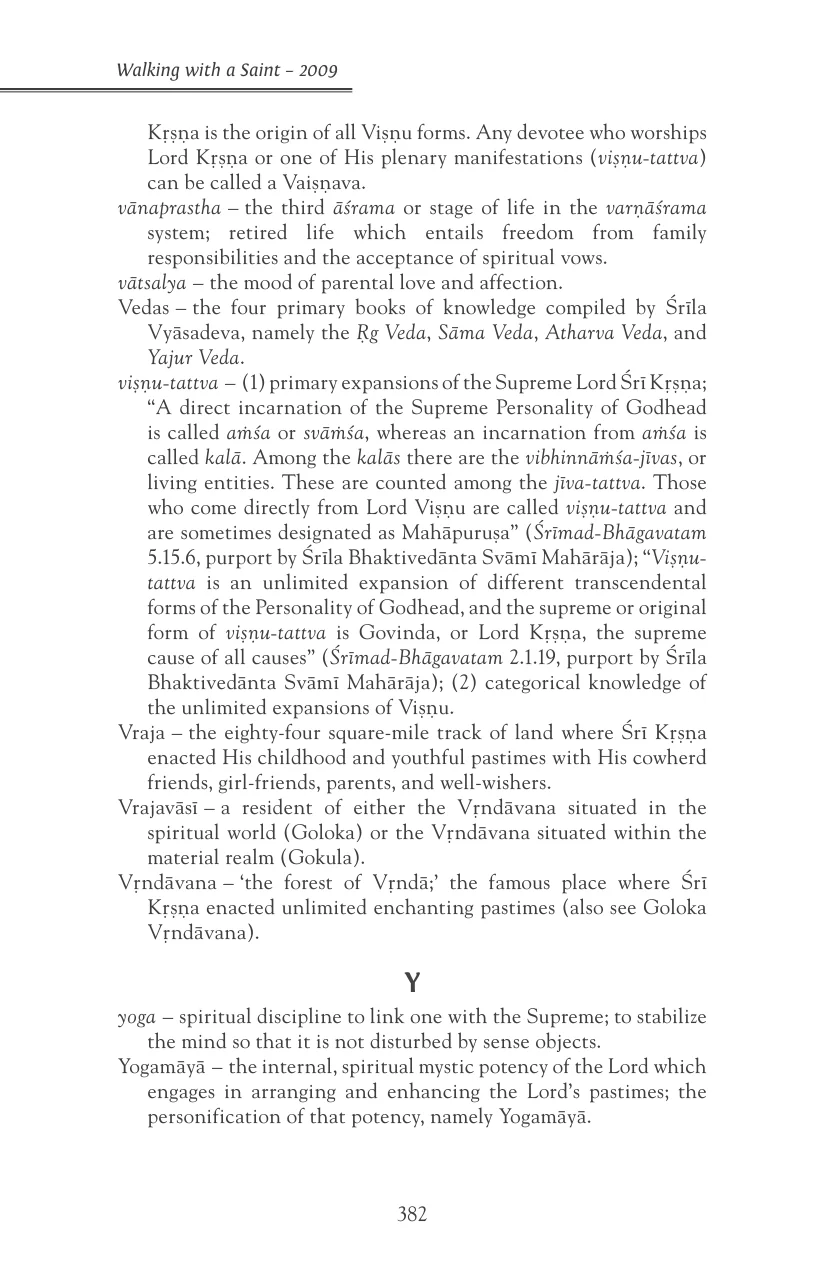 Walking with a Saint – 2009
Kṛṣṇa is the origin of all Viṣṇu forms. Any devotee who worships
Lord Kṛṣṇa or one of His plenary manifestations (viṣṇu-tattva)
can be called a Vaiṣṇava.
vānaprastha – the third āśrama or stage of life in the varṇāśrama
system; retired life which entails freedom from family
responsibilities and the acceptance of spiritual vows.
vātsalya – the mood of parental love and affection.
Vedas – the four primary books of knowledge compiled by Śrīla
Vyāsadeva, namely the Ṛg Veda, Sāma Veda, Atharva Veda, and
Yajur Veda.
viṣṇu-tattva – (1) primary expansions of the Supreme Lord Śrī Kṛṣṇa;
“A direct incarnation of the Supreme Personality of Godhead
is called aṁśa or svāṁśa, whereas an incarnation from aṁśa is
called kalā. Among the kalās there are the vibhinnāṁśa-jīvas, or
living entities. These are counted among the jīva-tattva. Those
who come directly from Lord Viṣṇu are called viṣṇu-tattva and
are sometimes designated as Mahāpuruṣa” (Śrīmad-Bhāgavatam
5.15.6, purport by Śrīla Bhaktivedānta Svāmī Mahārāja); “Viṣṇu-
tattva is an unlimited expansion of different transcendental
forms of the Personality of Godhead, and the supreme or original
form of viṣṇu-tattva is Govinda, or Lord Kṛṣṇa, the supreme
cause of all causes” (Śrīmad-Bhāgavatam 2.1.19, purport by Śrīla
Bhaktivedānta Svāmī Mahārāja); (2) categorical knowledge of
the unlimited expansions of Viṣṇu.
Vraja – the eighty-four square-mile track of land where Śrī Kṛṣṇa
enacted His childhood and youthful pastimes with His cowherd
friends, girl-friends, parents, and well-wishers.
Vrajavāsī – a resident of either the Vṛndāvana situated in the
spiritual world (Goloka) or the Vṛndāvana situated within the
material realm (Gokula).
Vṛndāvana – ‘the forest of Vṛndā;’ the famous place where Śrī
Kṛṣṇa enacted unlimited enchanting pastimes (also see Goloka
Vṛndāvana).
Y
yoga – spiritual discipline to link one with the Supreme; to stabilize
the mind so that it is not disturbed by sense objects.
Yogamāyā – the internal, spiritual mystic potency of the Lord which
engages in arranging and enhancing the Lord’s pastimes; the
personification of that potency, namely Yogamāyā.
382